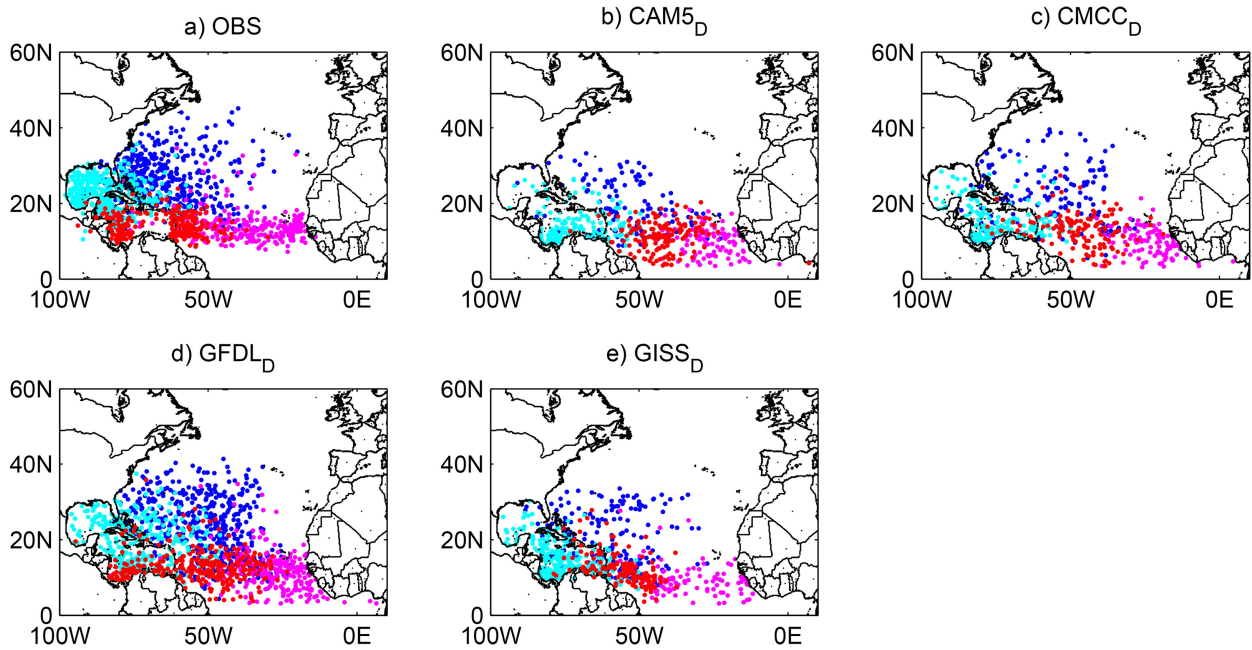 a) OBS
b) CAM5D
c) CMCCD
60N
40N
20N
0
100W 50W 0E
60N
40N
20N
0
100W 50W 0E
60N
40N
20N
0
100W 50W 0E
d) GFDLD
e) GISSD
60N
40N
20N
0
100W 50W 0E
60N
40N
20N
0
100W 50W 0E